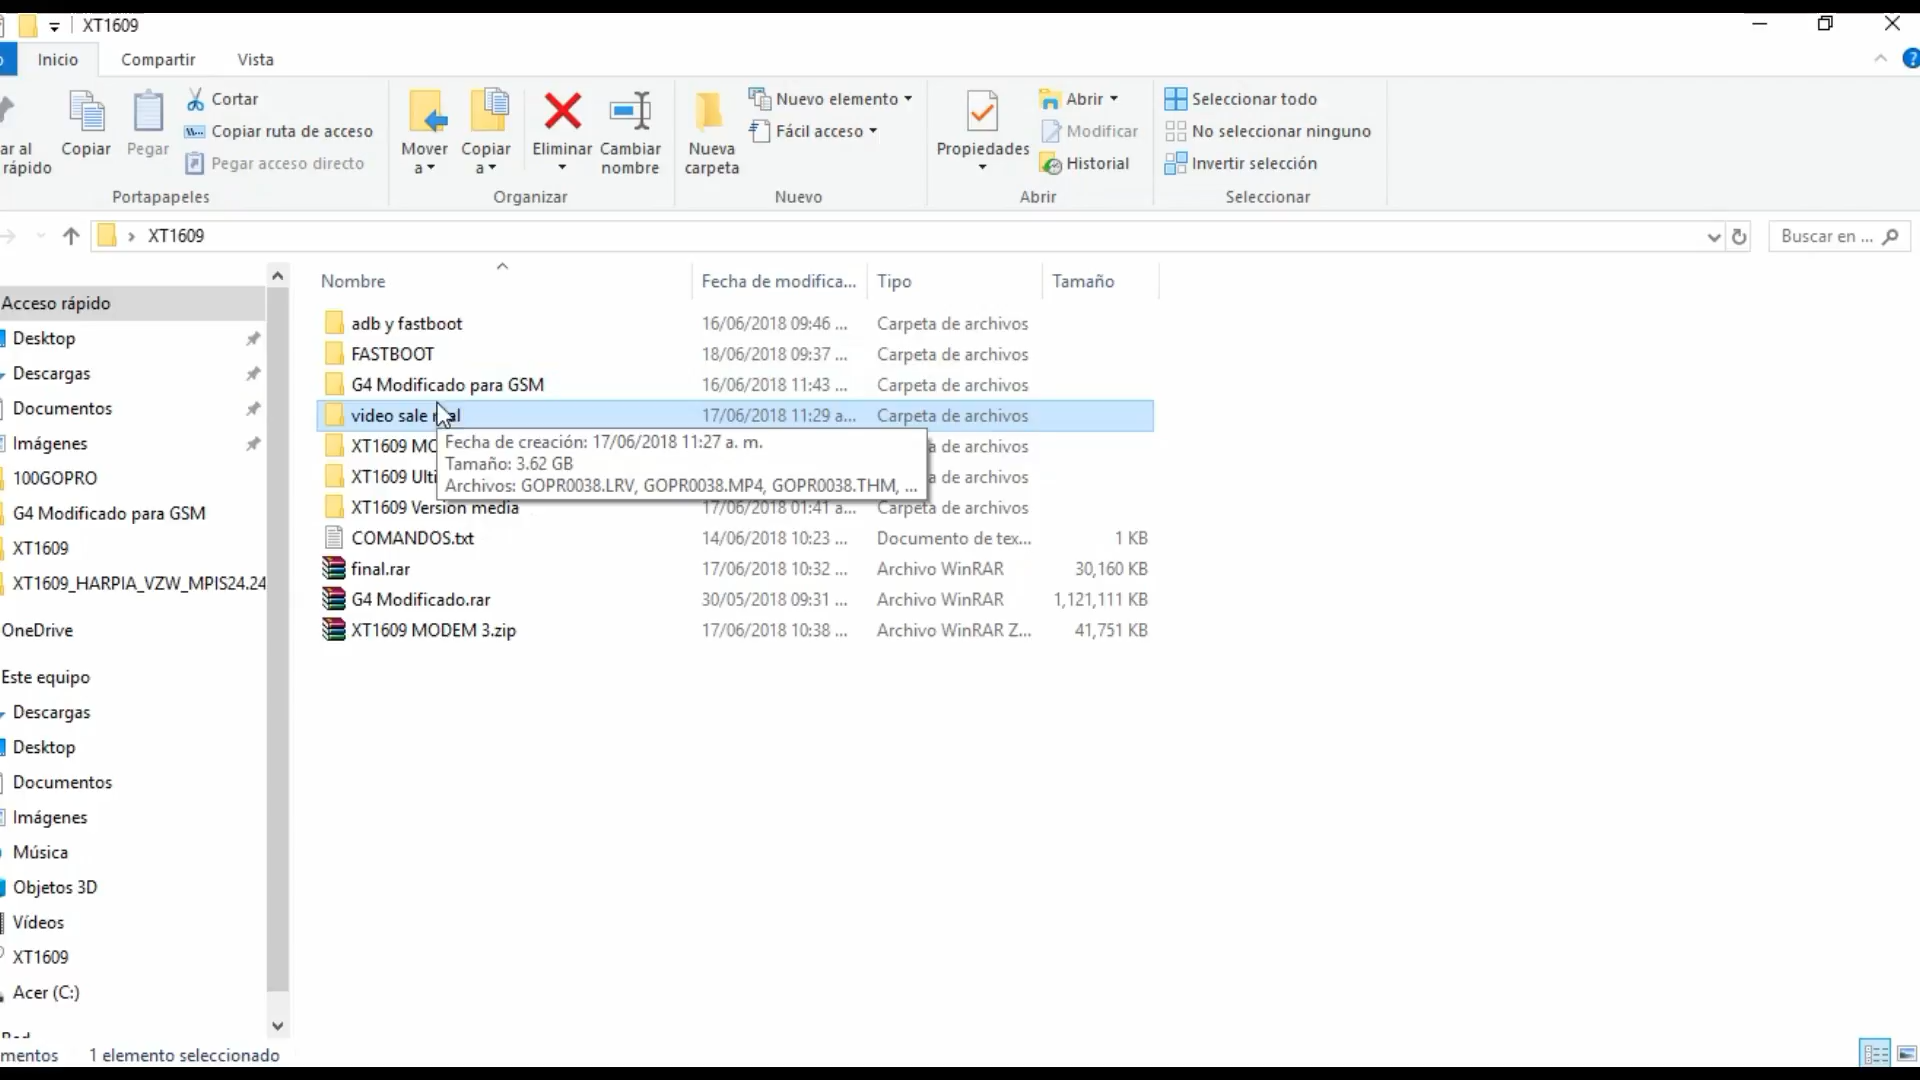 XT1609
Inicio Compartir Vista
ar al rápido
Copiar
Pegar
Cortar
Copiar ruta de acceso
Pegar acceso directo
Portapapeles
Mover a
Copiar a
Eliminar
Cambiar nombre
Organizar
Nueva carpeta
Nuevo elemento
Fácil acceso
Nuevo
Propiedades
Abrir
Modificar
Historial
Abrir
Seleccionar todo
No seleccionar ninguno
Invertir selección
Seleccionar
XT1609
Buscar en ...
Acceso rápido
Desktop
Descargas
Documentos
Imágenes
100GOPRO
G4 Modificado para GSM
XT1609
XT1609_HARPIA_VZW_MPIS24.24
OneDrive
Este equipo
Descargas
Desktop
Documentos
Imágenes
Música
Objetos 3D
Vídeos
XT1609
Acer (C:)
Nombre Fecha de modifica... Tipo Tamaño
adb y fastboot 16/06/2018 09:46 ... Carpeta de archivos
FASTBOOT 18/06/2018 09:37 ... Carpeta de archivos
G4 Modificado para GSM 16/06/2018 11:43 ... Carpeta de archivos
video sale 17/06/2018 11:29 a... Carpeta de archivos
XT1609 MO a de archivos
Fecha de creación: 17/06/2018 11:27 a. m.
Tamaño: 3.62 GB
Archivos: GOPR0038.LRV, GOPR0038.MP4, GOPR0038.THM, ...
XT1609 Ulti a de archivos
XT1609 Version media 17/06/2018 01:41 a... Carpeta de archivos
COMANDOS.txt 14/06/2018 10:23 ... Documento de tex... 1 KB
final.rar 17/06/2018 10:32 ... Archivo WinRAR 30,160 KB
G4 Modificado.rar 30/05/2018 09:31 ... Archivo WinRAR 1,121,111 KB
XT1609 MODEM 3.zip 17/06/2018 10:38 ... Archivo WinRAR Z... 41,751 KB
mentos 1 elemento seleccionado